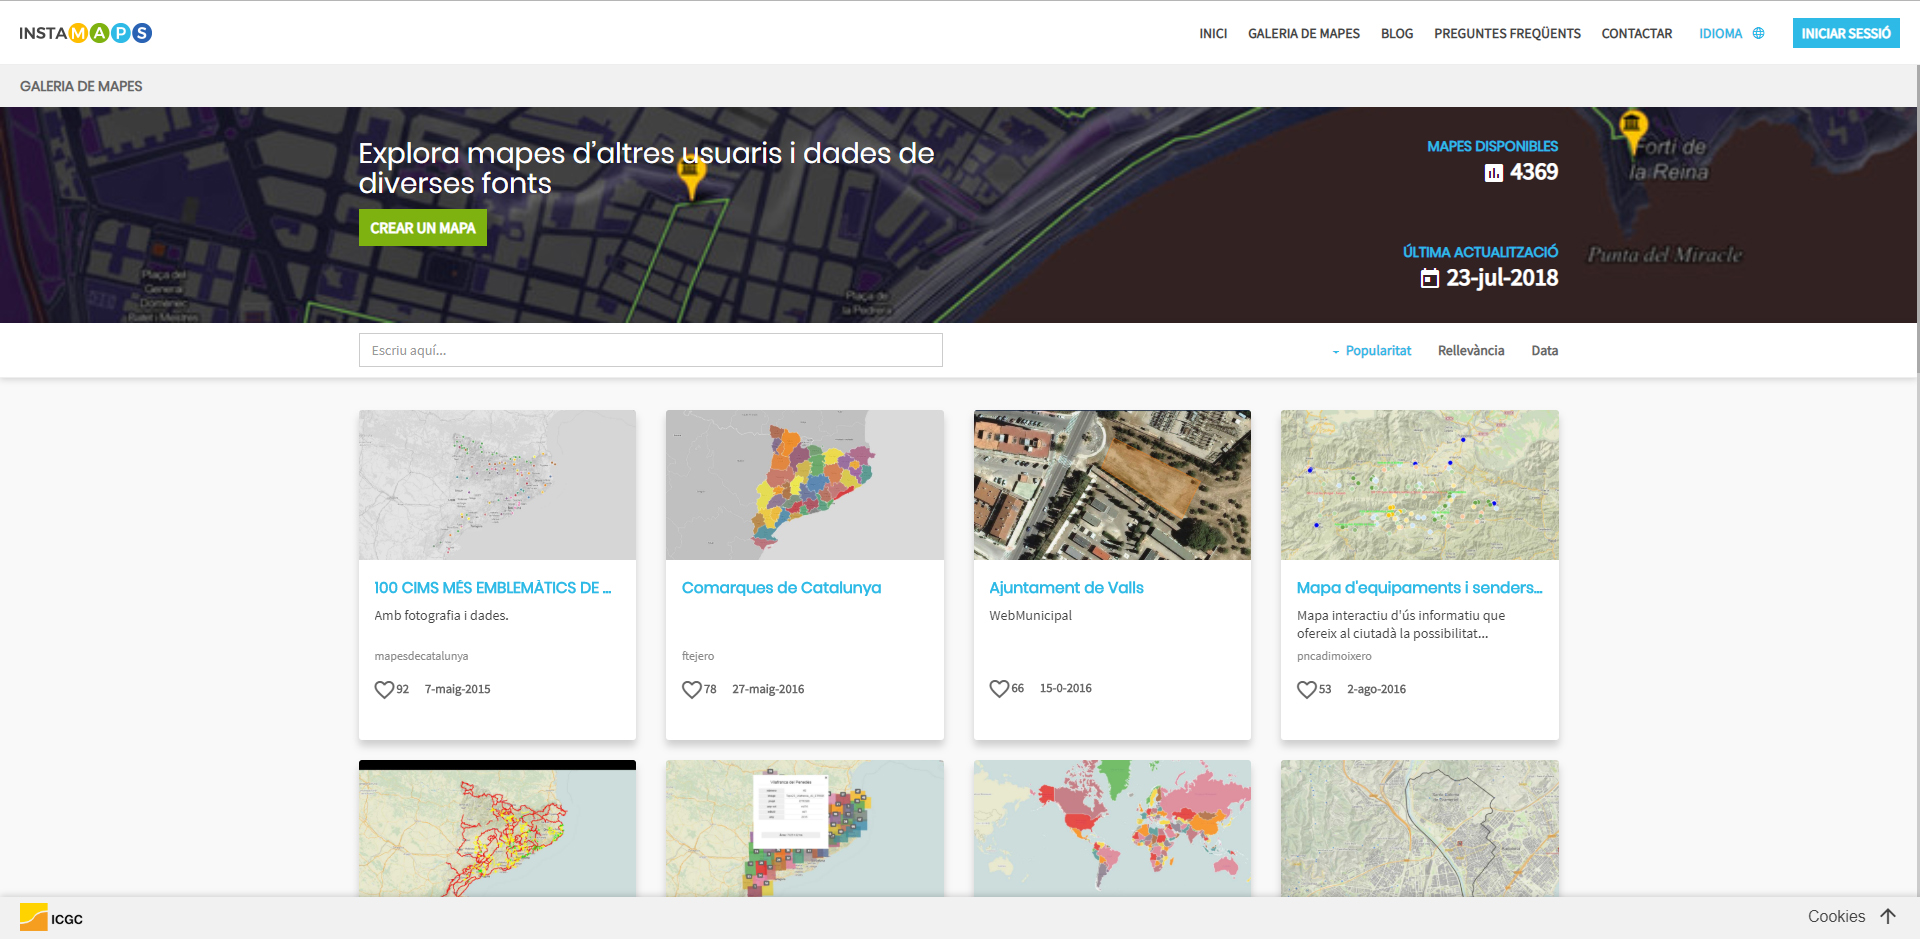 INSTAMAPS
INICI
GALERIA DE MAPES
BLOG
PREGUNTES FREQÜENTS
CONTACTAR
IDIOMA
INICIAR SESSIÓ
GALERIA DE MAPES
Explora mapes d’altres usuaris i dades de
diverses fonts
CREAR UN MAPA
MAPES DISPONIBLES
4369
ÚLTIMA ACTUALITZACIÓ
23-jul-2018
Forti de
la Reina
Punta del Miracle
Plaça del
General
Domènec
Batet i Mestres
Plaça de
la Pedrera
Escriu aquí...
Popularitat
Rellevància
Data
100 CIMS MÉS EMBLEMÀTICS DE ...
Amb fotografia i dades.
mapesdecatalunya
92 7-maig-2015
Comarques de Catalunya
ftejero
78 27-maig-2016
Ajuntament de Valls
WebMunicipal
66 15-0-2016
Mapa d'equipaments i senders...
Mapa interactiu d'ús informatiu que
ofereix al ciutadà la possibilitat...
pncadimoixero
53 2-ago-2016
Vilafranca del Penedès
ICGC
Cookies